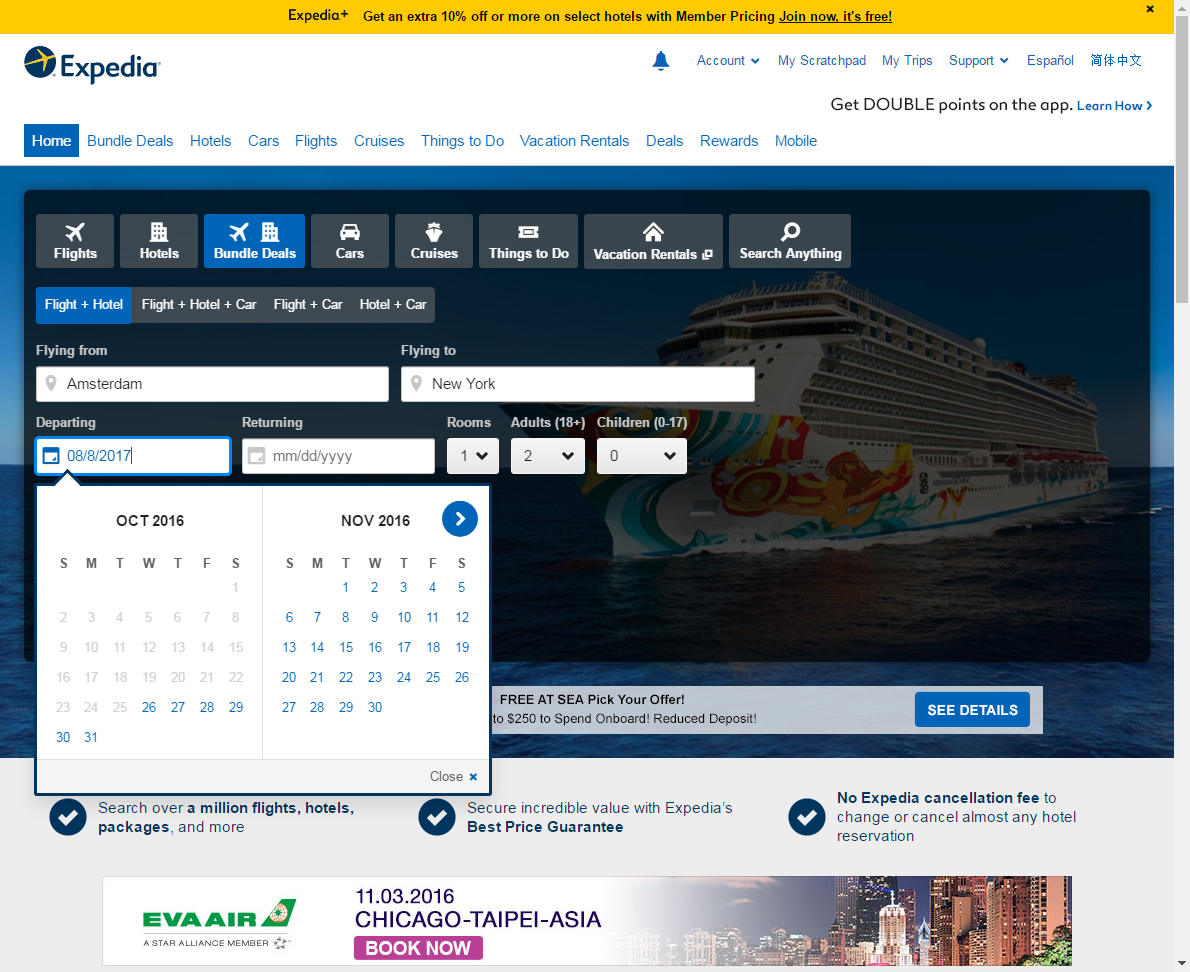 Expedia+ Get an extra 10% off or more on select hotels with Member Pricing Join now, it's free!
Expedia
Account My Scratchpad My Trips Support Español 简体中文
Get DOUBLE points on the app. Learn How
Home Bundle Deals Hotels Cars Flights Cruises Things to Do Vacation Rentals Deals Rewards Mobile
Flights Hotels Bundle Deals Cars Cruises Things to Do Vacation Rentals Search Anything
Flight + Hotel Flight + Hotel + Car Flight + Car Hotel + Car
Flying from Flying to
Amsterdam New York
Departing Returning Rooms Adults (18+) Children (0-17)
08/8/2017 mm/dd/yyyy 1 2 0
OCT 2016 NOV 2016
S M T W T F S S M T W T F S
1 1 2 3 4 5
2 3 4 5 6 7 8 6 7 8 9 10 11 12
9 10 11 12 13 14 15 13 14 15 16 17 18 19
16 17 18 19 20 21 22 20 21 22 23 24 25 26
23 24 25 26 27 28 29 27 28 29 30
30 31
FREE AT SEA Pick Your Offer!
to $250 to Spend Onboard! Reduced Deposit!
SEE DETAILS
Close ×
Search over a million flights, hotels,
packages, and more
Secure incredible value with Expedia's
Best Price Guarantee
No Expedia cancellation fee to
change or cancel almost any hotel
reservation
EVA AIR
A STAR ALLIANCE MEMBER
11.03.2016
CHICAGO-TAIPEI-ASIA
BOOK NOW